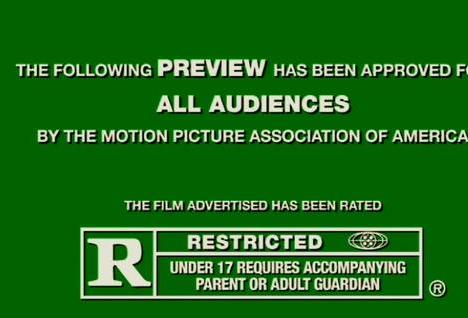 THE FOLLOWING PREVIEW HAS BEEN APPROVED FO
ALL AUDIENCES
BY THE MOTION PICTURE ASSOCIATION OF AMERICA
THE FILM ADVERTISED HAS BEEN RATED
R
RESTRICTED
UNDER 17 REQUIRES ACCOMPANYING
PARENT OR ADULT GUARDIAN
®